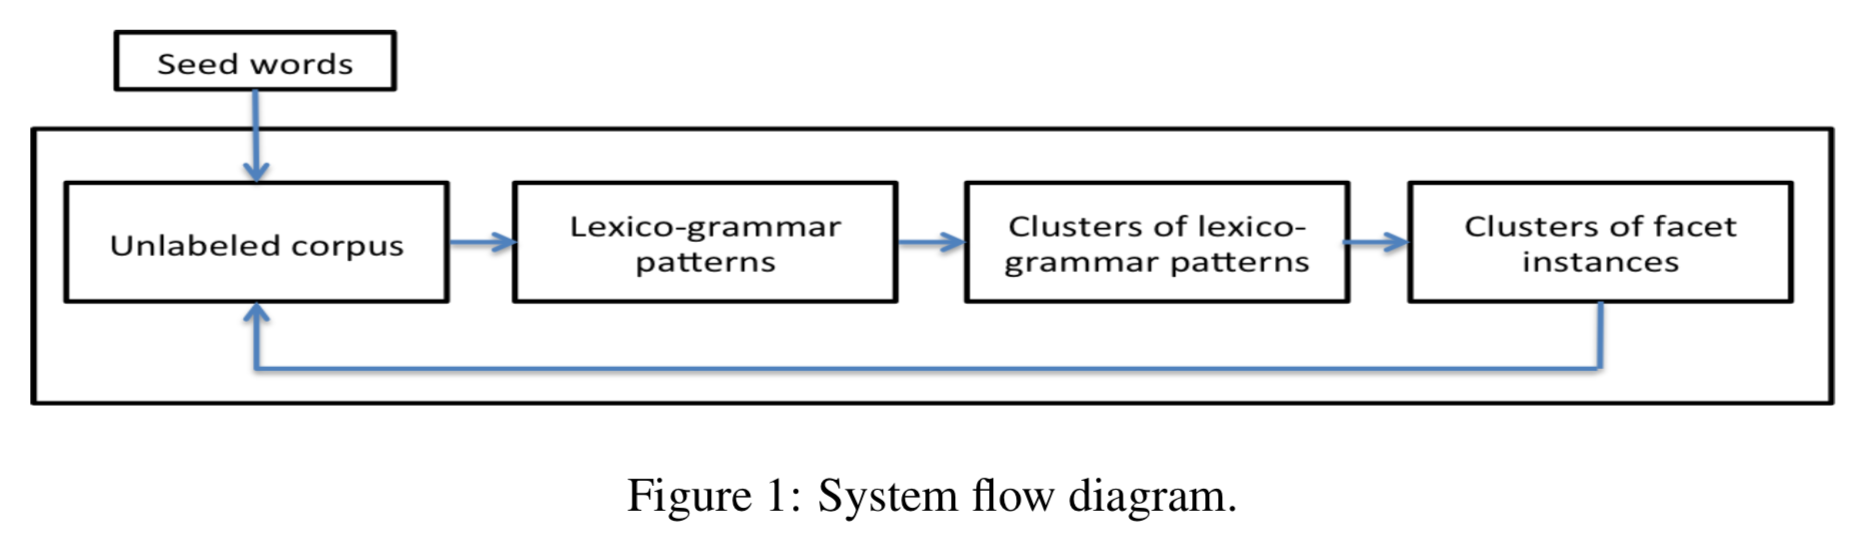 Seed words
Unlabeled corpus
Lexico-grammar
patterns
Clusters of lexico-
grammar patterns
Clusters of facet
instances
Figure 1: System flow diagram.